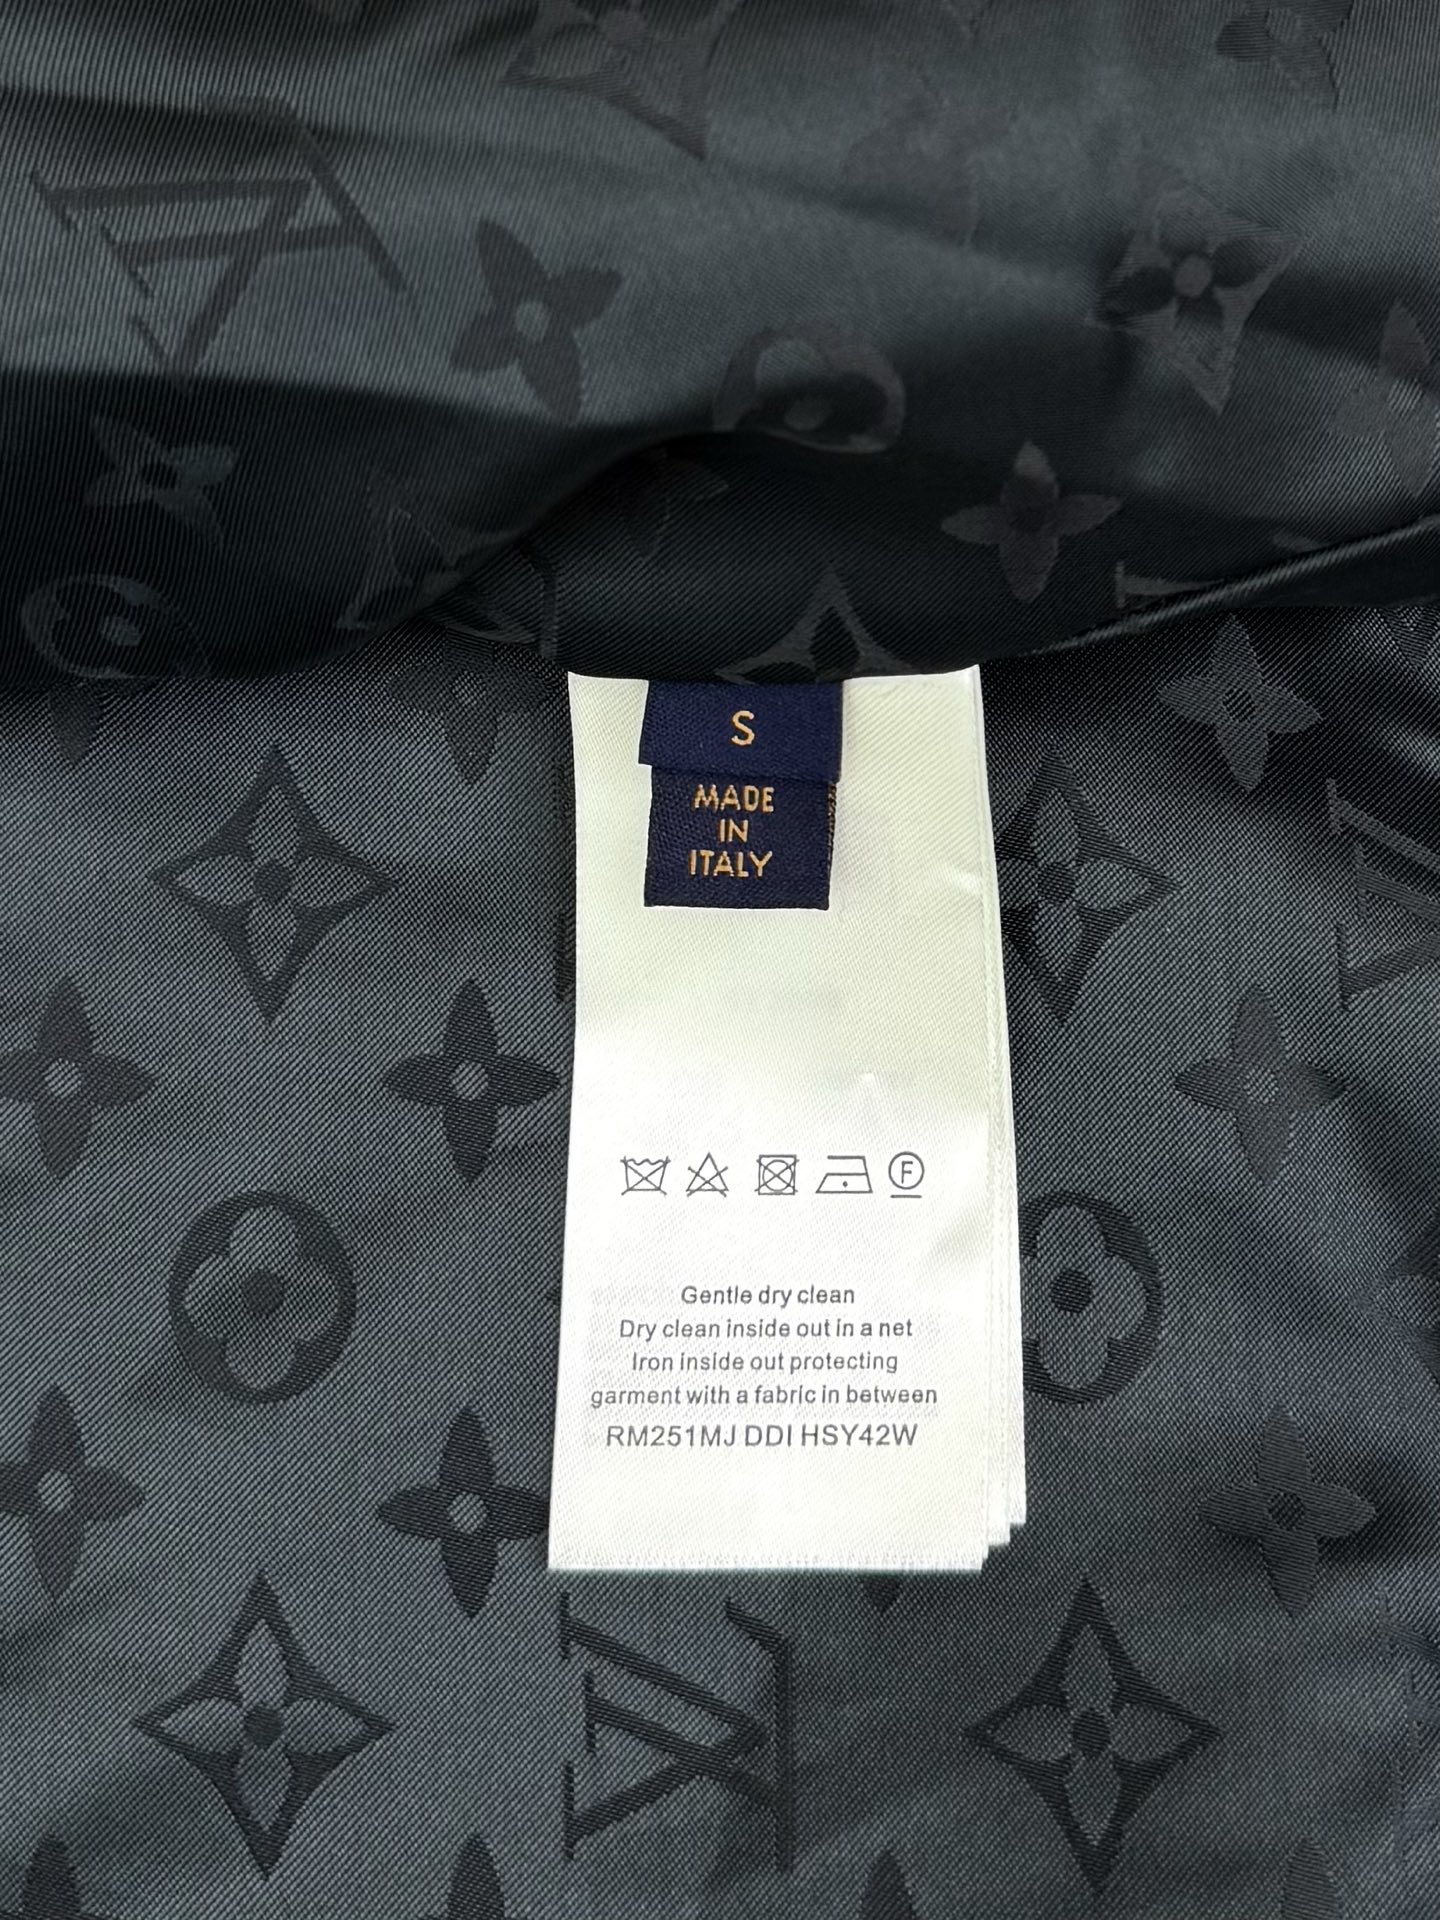 S
MADE
IN
ITALY
F
Gentle dry clean
Dry clean inside out in a net
Iron inside out protecting
garment with a fabric in between
RM251MJ DDI HSY42W